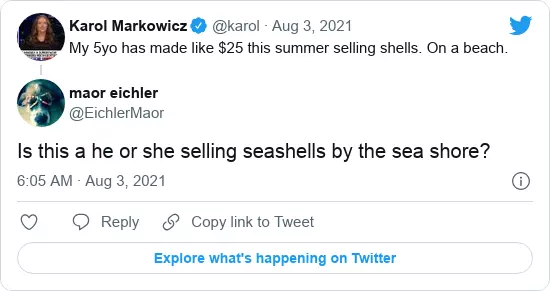 Karol Markowicz @karol · Aug 3, 2021
My 5yo has made like $25 this summer selling shells. On a beach.
maor eichler
@EichlerMaor
Is this a he or she selling seashells by the sea shore?
6:05 AM · Aug 3, 2021
Reply Copy link to Tweet
Explore what's happening on Twitter